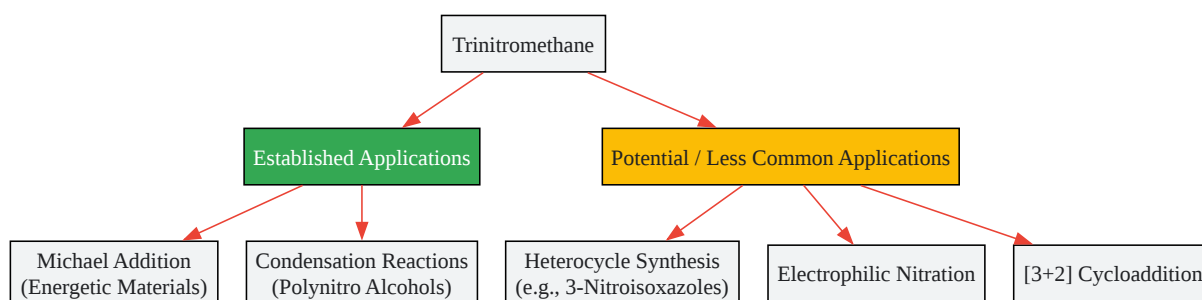 Trinitromethane
Established Applications
Potential / Less Common Applications
Michael Addition
(Energetic Materials)
Condensation Reactions
(Polynitro Alcohols)
Heterocycle Synthesis
(e.g., 3-Nitroisoxazoles)
Electrophilic Nitration
[3+2] Cycloaddition